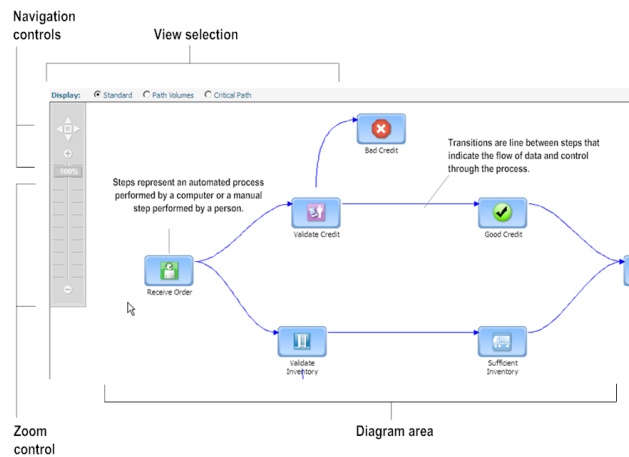 Navigation
controls
View selection
Display: Standard Path Volumes Critical Path
100%
Bad Credit
Transitions are line between steps that
indicate the flow of data and control
through the process.
Steps represent an automated process
performed by a computer or a manual
step performed by a person.
Validate Credit
Good Credit
Receive Order
Validate
Inventory
Sufficient
Inventory
Zoom
control
Diagram area